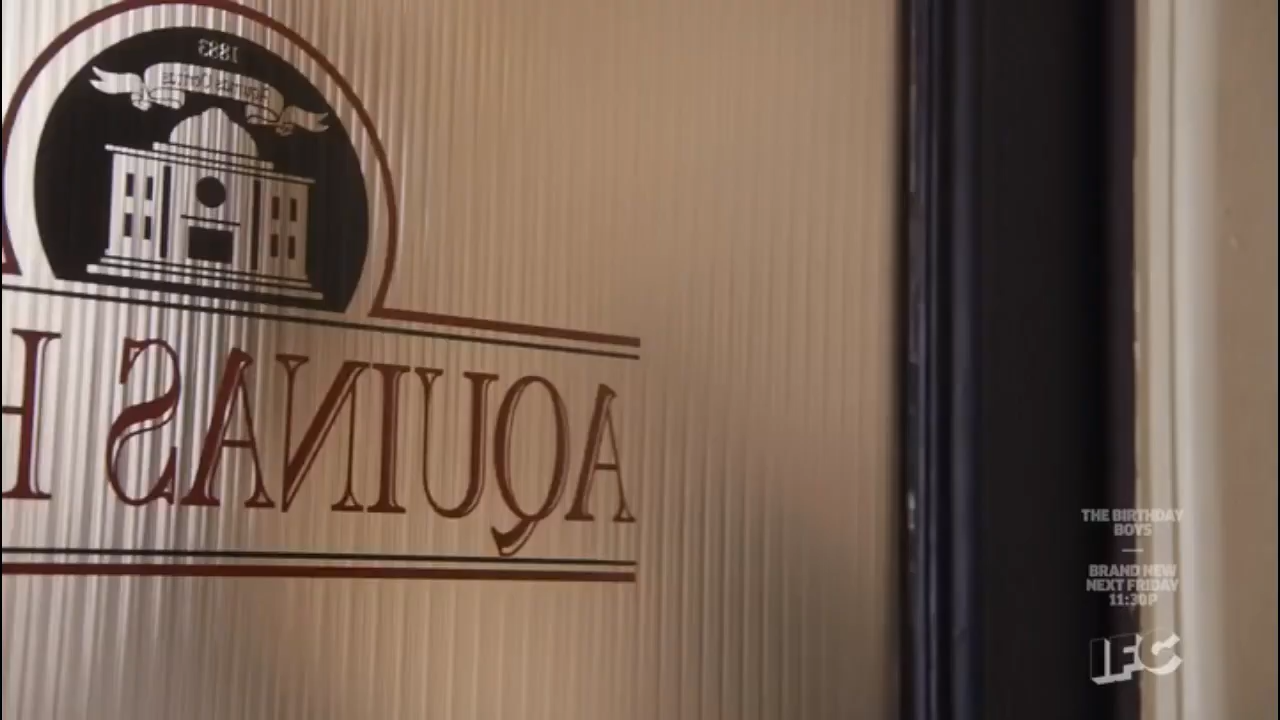 1883
AQUINAS H
THE BIRTHDAY
BOYS
BRAND NEW
NEXT FRIDAY
11:30P
IFC